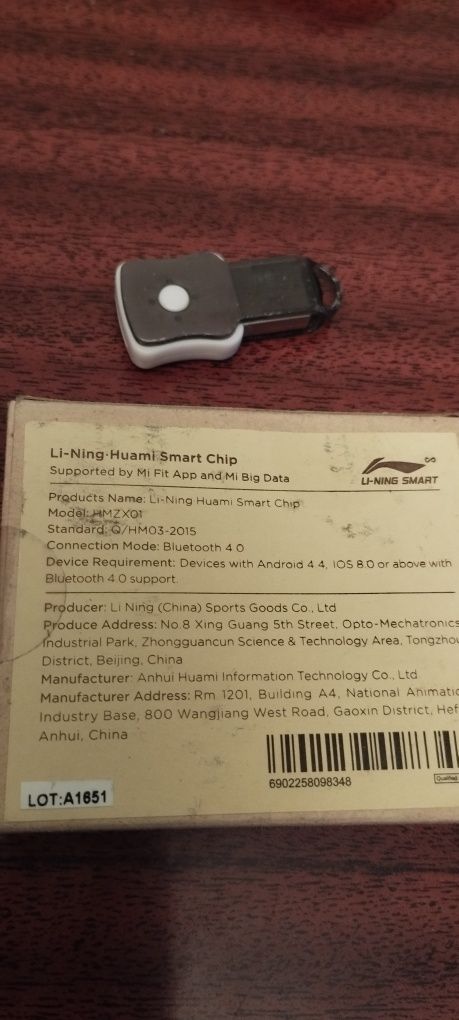 Li-Ning·Huami Smart Chip
Supported by Mi Fit App and Mi Big Data
LI-NING SMART
Products Name: Li-Ning Huami Smart Chip
Model: HMZX01
Standard: Q/HM03-2015
Connection Mode: Bluetooth 4.0
Device Requirement: Devices with Android 4.4, iOS 8.0 or above with
Bluetooth 4.0 support.
Producer: Li Ning (China) Sports Goods Co., Ltd
Produce Address: No.8 Xing Guang 5th Street, Opto-Mechatronics
Industrial Park, Zhongguancun Science & Technology Area, Tongzhou
District, Beijing, China
Manufacturer: Anhui Huami Information Technology Co., Ltd
Manufacturer Address: Rm 1201, Building A4, National Animatic
Industry Base, 800 Wangjiang West Road, Gaoxin District, Hef
Anhui, China
6902258098348
Qualified
LOT:A1651